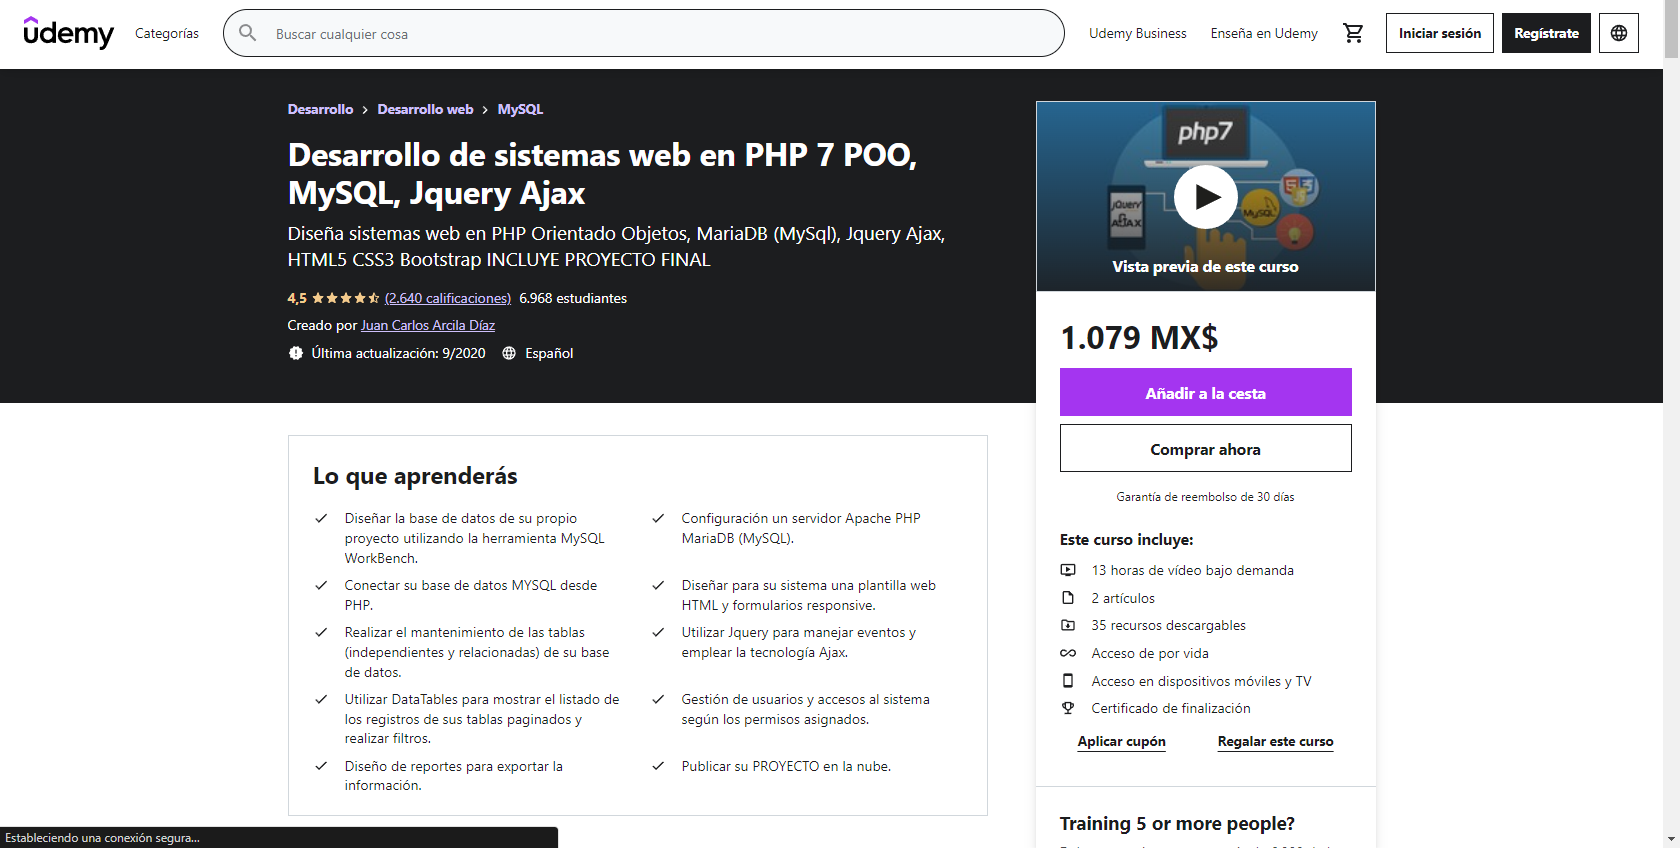 udemy
Categorías
Buscar cualquier cosa
Udemy Business
Enseña en Udemy
Iniciar sesión
Regístrate
Desarrollo > Desarrollo web > MySQL
Desarrollo de sistemas web en PHP 7 POO,
MySQL, Jquery Ajax
Diseña sistemas web en PHP Orientado Objetos, MariaDB (MySql), Jquery Ajax,
HTML5 CSS3 Bootstrap INCLUYE PROYECTO FINAL
4,5 (2.640 calificaciones) 6.968 estudiantes
Creado por Juan Carlos Arcila Díaz
Última actualización: 9/2020 Español
php7
jQuery
AJAX
MySQL
Vista previa de este curso
1.079 MX$
Añadir a la cesta
Comprar ahora
Garantía de reembolso de 30 días
Este curso incluye:
13 horas de vídeo bajo demanda
2 artículos
35 recursos descargables
Acceso de por vida
Acceso en dispositivos móviles y TV
Certificado de finalización
Aplicar cupón
Regalar este curso
Training 5 or more people?
Lo que aprenderás
Diseñar la base de datos de su propio
proyecto utilizando la herramienta MySQL
WorkBench.
Configuración un servidor Apache PHP
MariaDB (MySQL).
Conectar su base de datos MYSQL desde
PHP.
Diseñar para su sistema una plantilla web
HTML y formularios responsive.
Realizar el mantenimiento de las tablas
(independientes y relacionadas) de su base
de datos.
Utilizar Jquery para manejar eventos y
emplear la tecnología Ajax.
Utilizar DataTables para mostrar el listado de
los registros de sus tablas paginados y
realizar filtros.
Gestión de usuarios y accesos al sistema
según los permisos asignados.
Diseño de reportes para exportar la
información.
Publicar su PROYECTO en la nube.
Estableciendo una conexión segura...